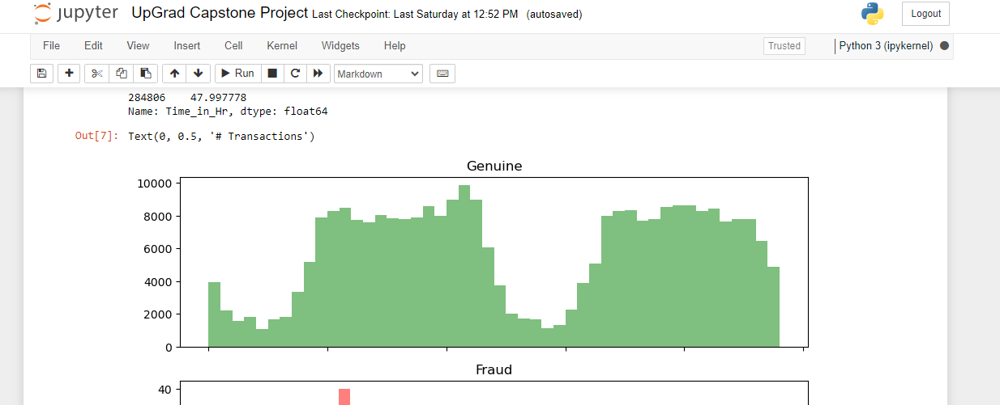 jupyter UpGrad Capstone Project Last Checkpoint: Last Saturday at 12:52 PM (autosaved) Logout
File Edit View Insert Cell Kernel Widgets Help Trusted Python 3 (ipykernel)
Run Markdown
284806 47.997778
Name: Time_in_Hr, dtype: float64
Out[7]: Text(0, 0.5, '# Transactions')
Genuine
10000
8000
6000
4000
2000
0
Fraud
40